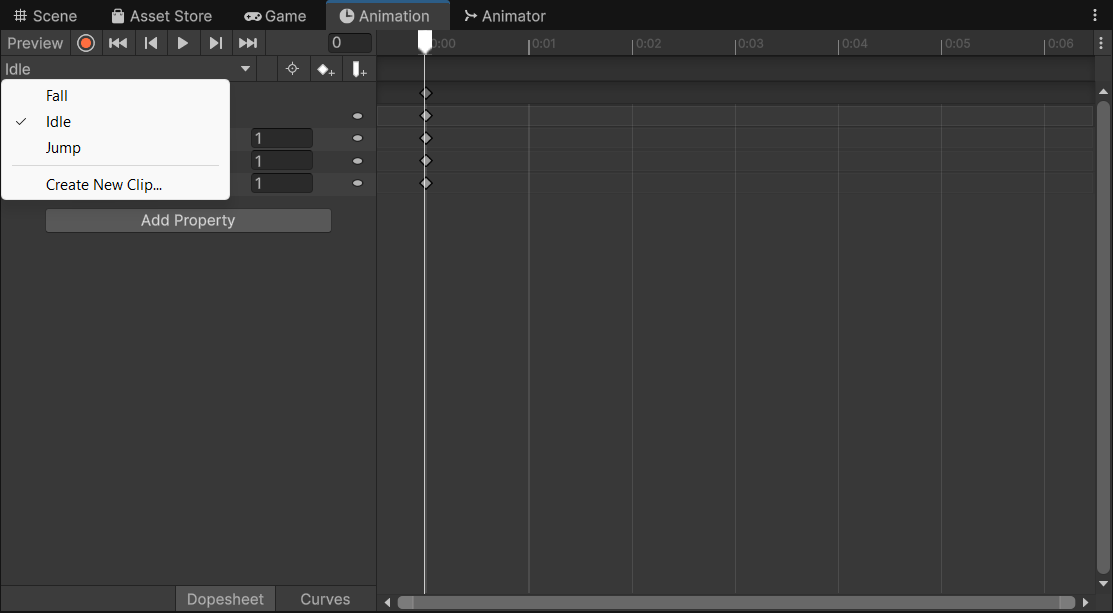 Scene Asset Store Game Animation Animator
Preview 0 0:00 0:01 0:02 0:03 0:04 0:05 0:06
Idle
Fall
Idle
1
Jump
1
Create New Clip... 1
Add Property
Dopesheet Curves